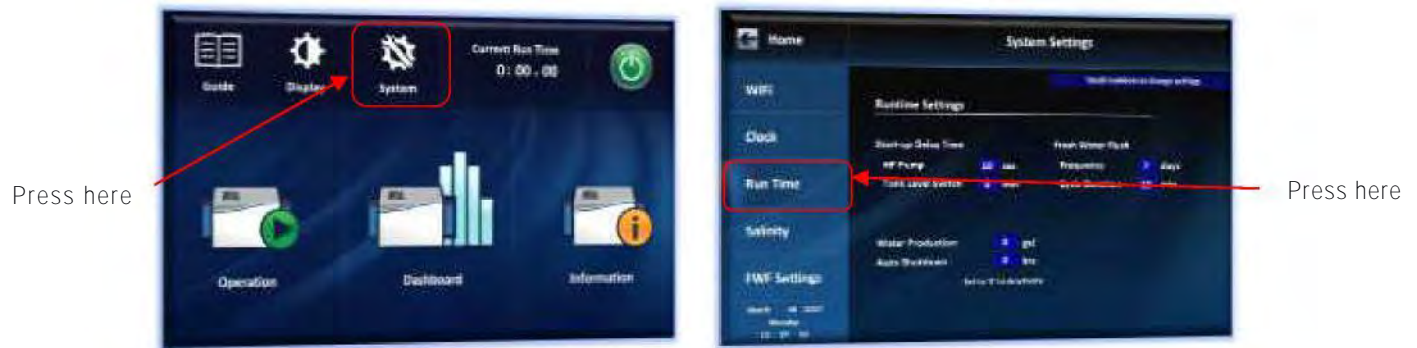 Press here
Guide
Display
System
Current Run Time
0:00.00
Operation
Dashboard
Information
Home
System Settings
WiFi
Clock
Run Time
Salinity
FWF Settings
Runtime Settings
Start-up Delay Time
HP Pump
sec
Tank Level Switch
min
Fresh Water Flush
Frequency
days
Water Production
gal
Auto Shutdown
hrs
Press here